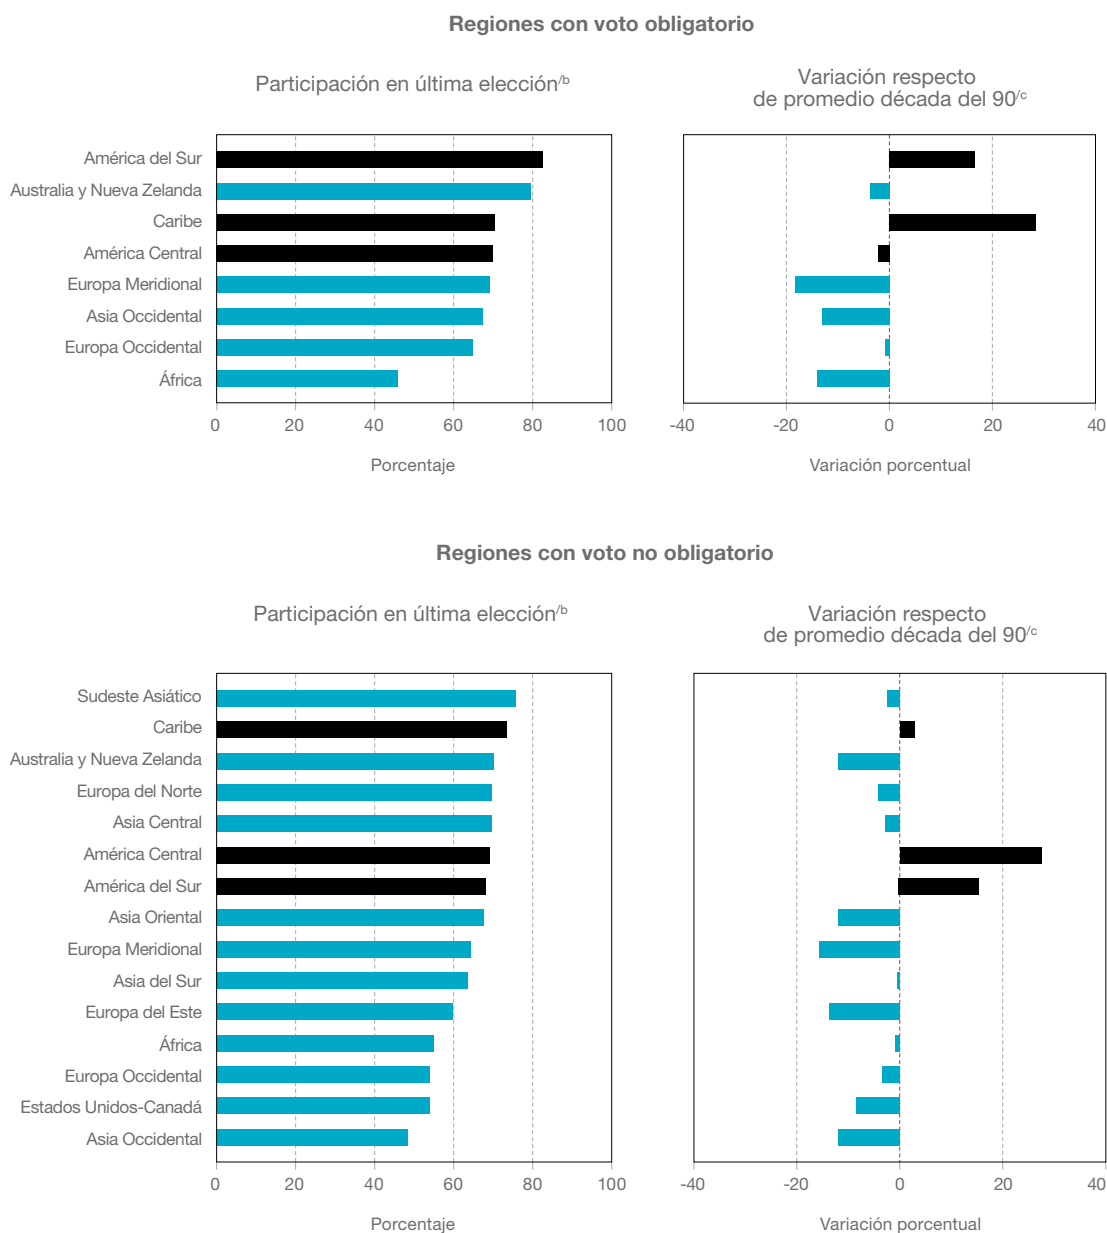 Regiones con voto obligatorio
Participación en última elección/b
Variación respecto
de promedio década del 90/c
América del Sur
Australia y Nueva Zelanda
Caribe
América Central
Europa Meridional
Asia Occidental
Europa Occidental
África
0 20 40 60 80 100
Porcentaje
-40 -20 0 20 40
Variación porcentual
Regiones con voto no obligatorio
Participación en última elección/b
Variación respecto
de promedio década del 90/c
Sudeste Asiático
Caribe
Australia y Nueva Zelanda
Europa del Norte
Asia Central
América Central
América del Sur
Asia Oriental
Europa Meridional
Asia del Sur
Europa del Este
África
Europa Occidental
Estados Unidos-Canadá
Asia Occidental
0 20 40 60 80 100
Porcentaje
-40 -20 0 20 40
Variación porcentual